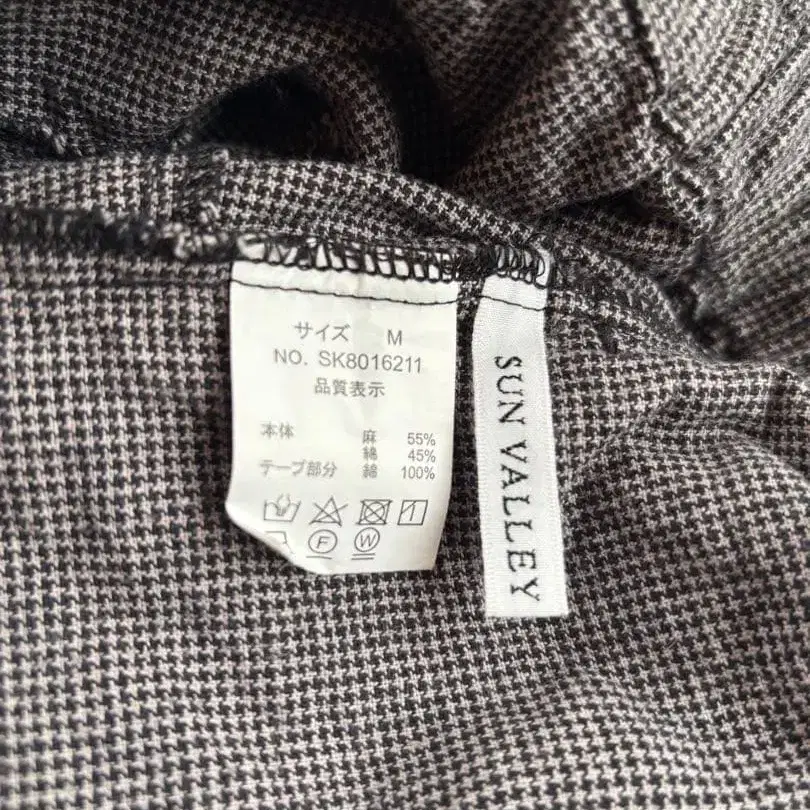 サイズ M
NO. SK8016211
品質表示
本体 麻 55%
綿 45%
テープ部分 綿 100%
F W
SUN VALLEY